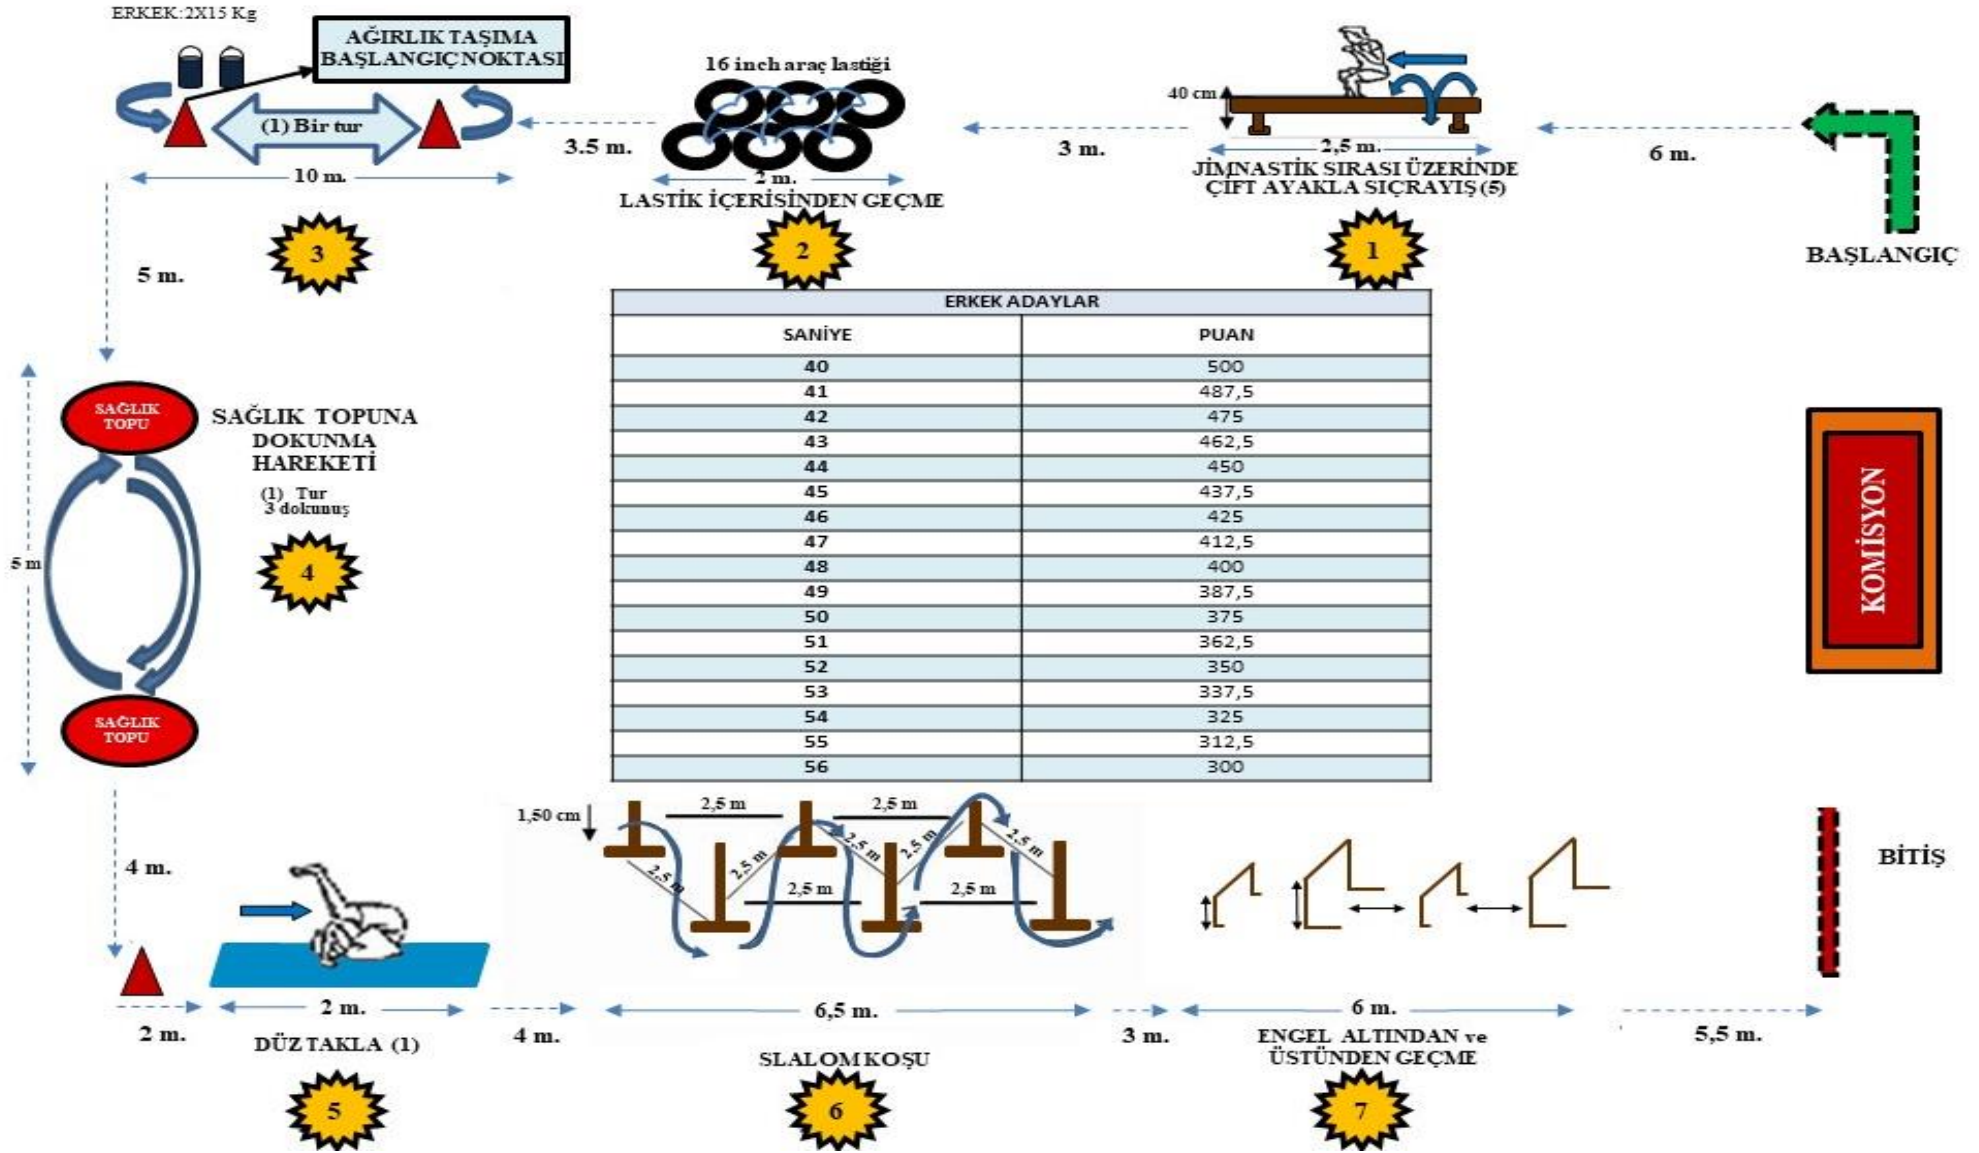 ERKEK:2X15 Kg
AĞIRLIK TAŞIMA
BAŞLANGIÇ NOKTASI
(1) Bir tur
10 m.
3
3.5 m.
16 inch araç lastiği
2 m.
LASTİK İÇERİSİNDEN GEÇME
2
3 m.
40 cm
2,5 m.
JİMNASTİK SIRASI ÜZERİNDE
ÇİFT AYAKLA SIÇRAYIŞ (5)
1
6 m.
BAŞLANGIÇ
5 m.
ERKEK ADAYLAR
SANİYE PUAN
40 500
41 487,5
42 475
43 462,5
44 450
45 437,5
46 425
47 412,5
48 400
49 387,5
50 375
51 362,5
52 350
53 337,5
54 325
55 312,5
56 300
SAĞLIK
TOPU
SAĞLIK TOPUNA
DOKUNMA
HAREKETİ
(1) Tur
3 dokunuş
4
5 m
SAĞLIK
TOPU
KOMİSYON
4 m.
2 m.
2 m.
DÜZ TAKLA (1)
5
4 m.
1,50 cm
2,5 m
2,5 m
2,5 m
2,5 m
2,5 m
2,5 m
2,5 m
2,5 m
2,5 m
6,5 m.
SLALOM KOŞU
6
3 m.
6 m.
ENGEL ALTINDAN ve
ÜSTÜNDEN GEÇME
7
5,5 m.
BİTİŞ